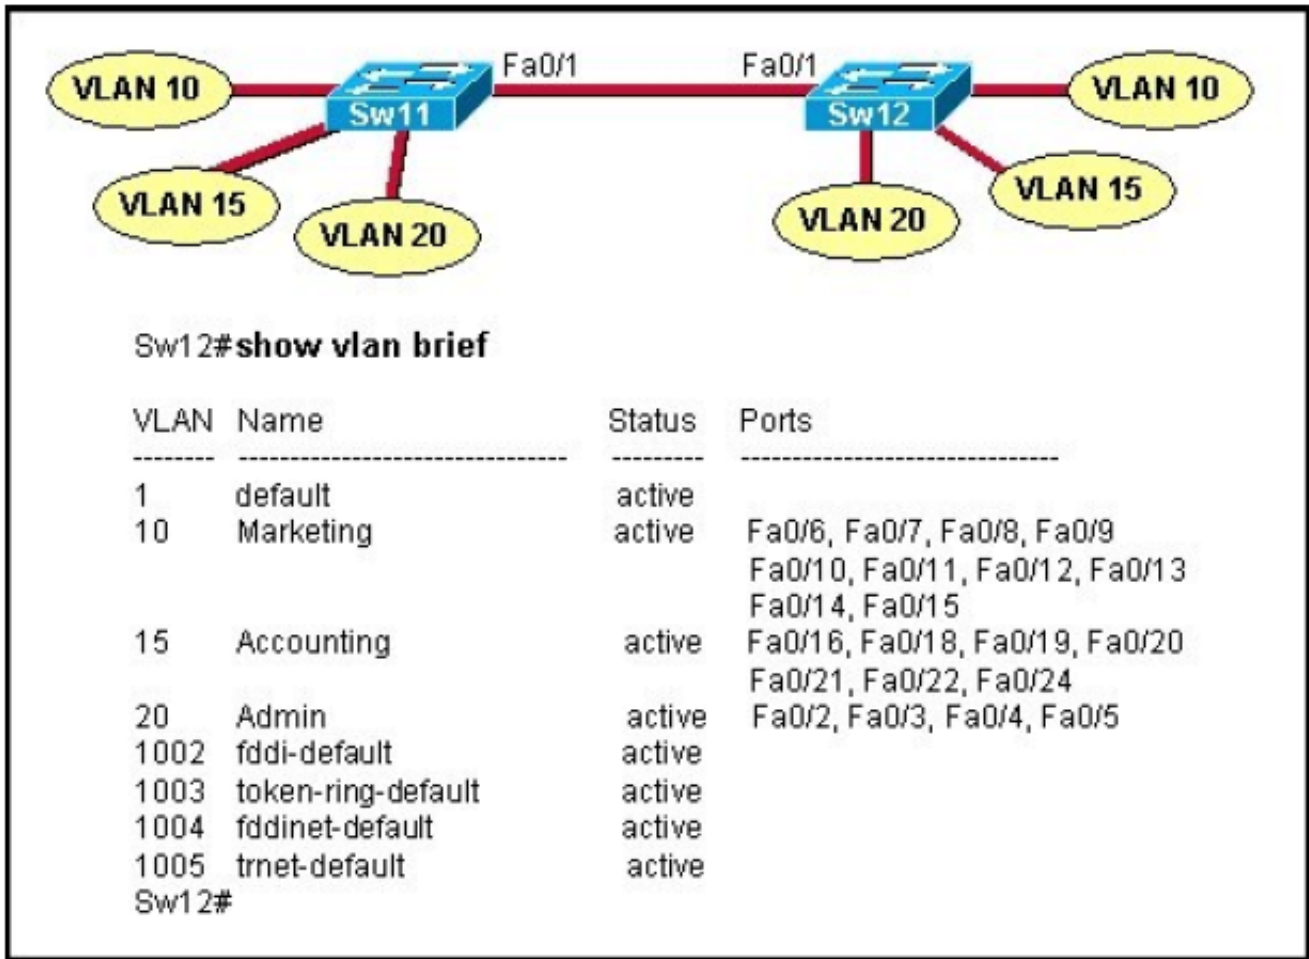 VLAN 10
Fa0/1
Fa0/1
VLAN 10
Sw11
Sw12
VLAN 15
VLAN 20
VLAN 20
VLAN 15
Sw12#show vlan brief
VLAN Name Status Ports
-------- -------------------------------- --------- -------------------------------
1 default active
10 Marketing active Fa0/6, Fa0/7, Fa0/8, Fa0/9
Fa0/10, Fa0/11, Fa0/12, Fa0/13
Fa0/14, Fa0/15
15 Accounting active Fa0/16, Fa0/18, Fa0/19, Fa0/20
Fa0/21, Fa0/22, Fa0/24
20 Admin active Fa0/2, Fa0/3, Fa0/4, Fa0/5
1002 fddi-default active
1003 token-ring-default active
1004 fddinet-default active
1005 trnet-default active
Sw12#